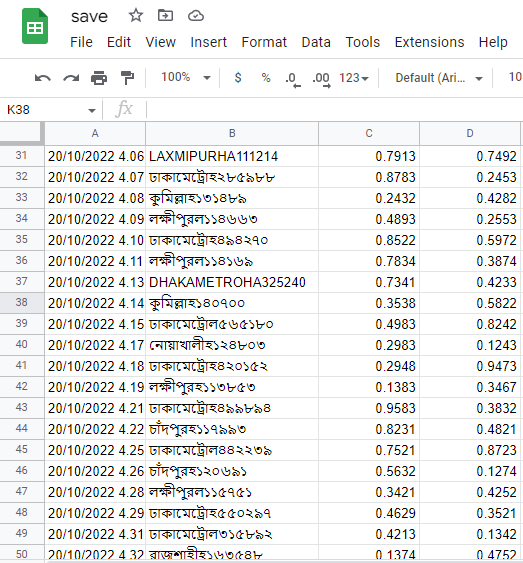 save
File Edit View Insert Format Data Tools Extensions Help
100% $ % .0 .00 123 Default (Ari... 10
K38 fx
A B C D
31 20/10/2022 4.06 LAXMIPURHA111214 0.7913 0.7492
32 20/10/2022 4.07 ঢাকামেট্রোহ২৮৫৯৮৮ 0.8783 0.2453
33 20/10/2022 4.08 কুমিল্লাহ১৩১৪৮৯ 0.2432 0.4282
34 20/10/2022 4.09 লক্ষীপুরল১১৪৬৬৩ 0.4893 0.2553
35 20/10/2022 4.10 ঢাকামেট্রোহ৪৯৪২৭০ 0.8522 0.5972
36 20/10/2022 4.11 লক্ষীপুরল১১৪১৬৯ 0.7834 0.3874
37 20/10/2022 4.13 DHAKAMETROHA325240 0.7341 0.4233
38 20/10/2022 4.14 কুমিল্লাহ১৪০৭০০ 0.3538 0.5822
39 20/10/2022 4.15 ঢাকামেট্রোল৫৬৫১৮০ 0.4983 0.8242
40 20/10/2022 4.17 নোয়াখালীহ১২৪৮০৩ 0.2983 0.1243
41 20/10/2022 4.18 ঢাকামেট্রোহ৪২০১৫২ 0.2948 0.9473
42 20/10/2022 4.19 লক্ষীপুরহ১১৩৮৫৩ 0.1383 0.3467
43 20/10/2022 4.21 ঢাকামেট্রোহ৪৯৯৮৯৪ 0.9583 0.3832
44 20/10/2022 4.22 চাঁদপুরহ১১৭৯৯৩ 0.8231 0.4821
45 20/10/2022 4.25 ঢাকামেট্রোল৪৪২২৩৯ 0.7521 0.8723
46 20/10/2022 4.26 চাঁদপুরহ১২০৬৯১ 0.5632 0.1274
47 20/10/2022 4.28 লক্ষীপুরল১১৫৭৫১ 0.3421 0.4252
48 20/10/2022 4.29 ঢাকামেট্রোহ৫৫০২৯৭ 0.4629 0.3521
49 20/10/2022 4.31 ঢাকামেট্রোল৩১৫৮৯২ 0.4213 0.1342
50 20/10/2022 4.32 রাজশাহীহ১৬৩৫৪৮ 0.1374 0.4752